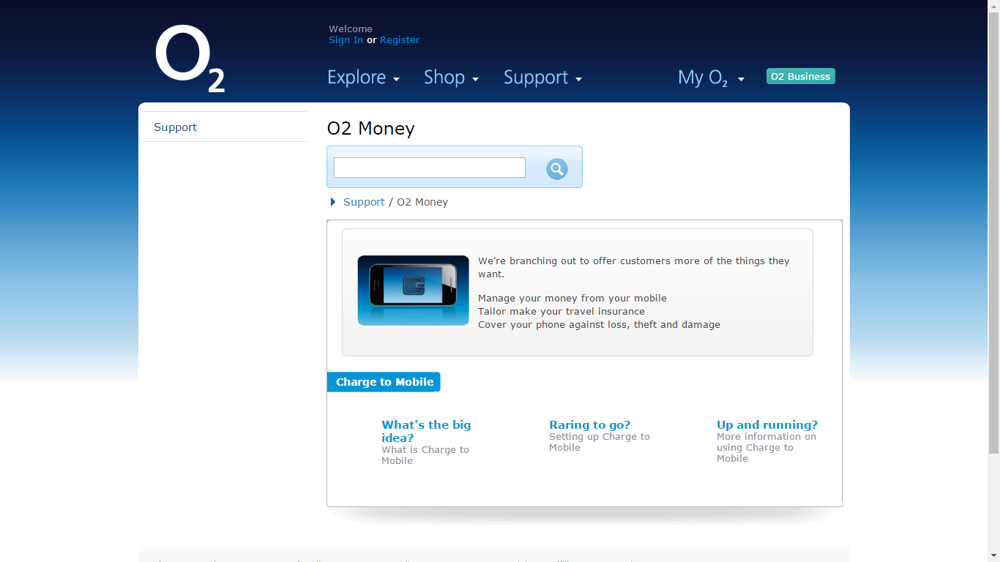 O2
Welcome
Sign In or Register
Explore
Shop
Support
My O2
O2 Business
Support
O2 Money
Support / O2 Money
We're branching out to offer customers more of the things they
want.
Manage your money from your mobile
Tailor make your travel insurance
Cover your phone against loss, theft and damage
Charge to Mobile
What's the big
idea?
What is Charge to
Mobile
Raring to go?
Setting up Charge to
Mobile
Up and running?
More information on
using Charge to
Mobile